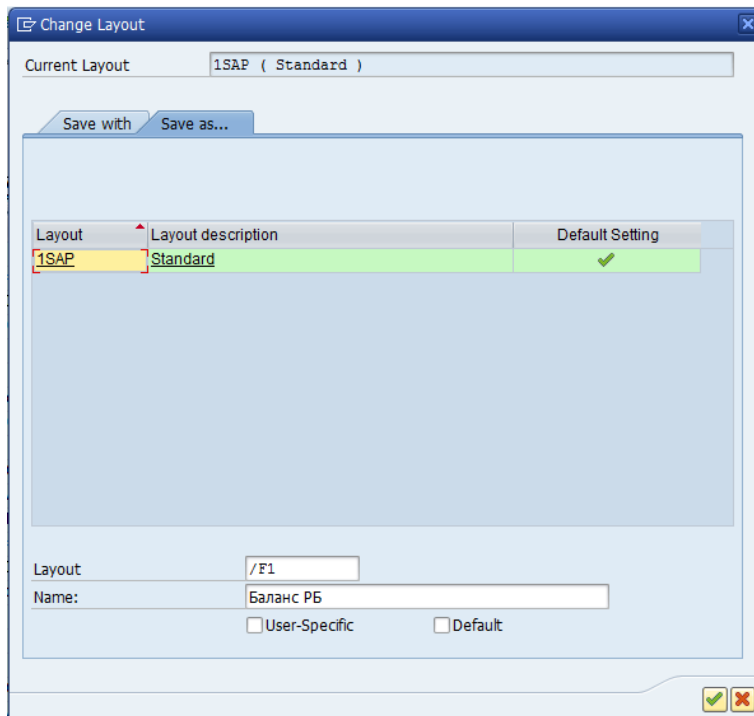 Change Layout
Current Layout 1SAP ( Standard )
Save with Save as...
Layout Layout description Default Setting
1SAP Standard
Layout /F1
Name: Баланс РБ
User-Specific Default